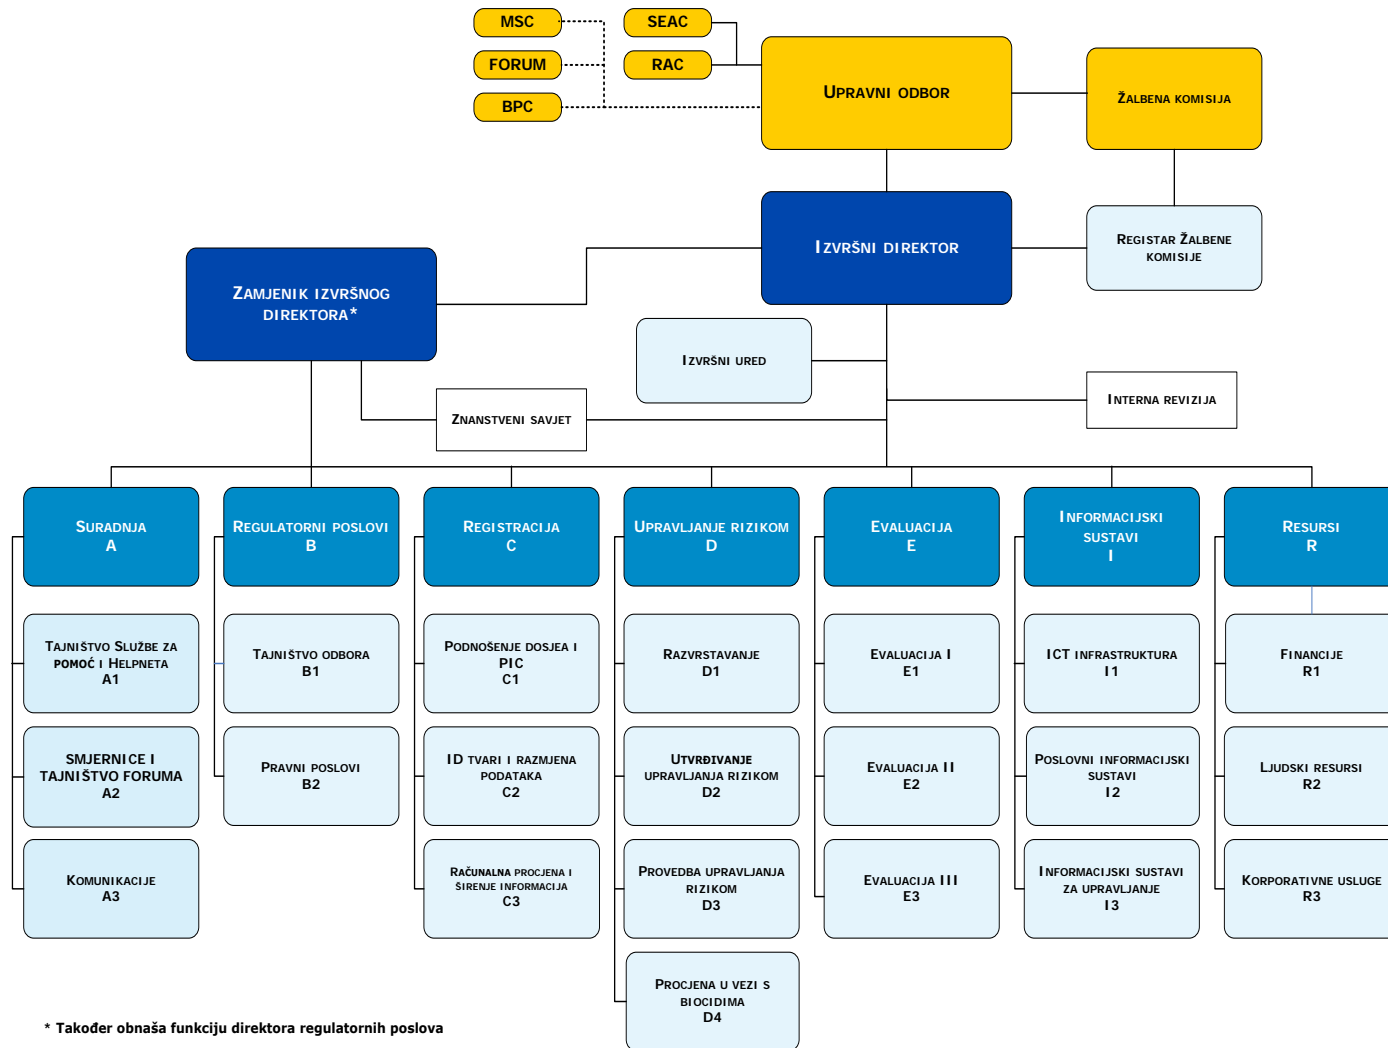 MSC
SEAC
FORUM
RAC
BPC
UPRAVNI ODBOR
ŽALBENA KOMISIJA
IZVRŠNI DIREKTOR
REGISTAR ŽALBENE
KOMISIJE
ZAMJENIK IZVRŠNOG
DIREKTORA*
IZVRŠNI URED
ZNANSTVENI SAVJET
INTERNA REVIZIJA
SURADNJA
A
REGULATORNI POSLOVI
B
REGISTRACIJA
C
UPRAVLJANJE RIZIKOM
D
EVALUACIJA
E
INFORMACIJSKI
SUSTAVI
I
RESURSI
R
TAJNIŠTVO SLUŽBE ZA
POMOĆ I HELPNETA
A1
TAJNIŠTVO ODBORA
B1
PODNOŠENJE DOSJEA I
PIC
C1
RAZVRSTAVANJE
D1
EVALUACIJA I
E1
ICT INFRASTRUKTURA
I1
FINANCIJE
R1
SMJERNICE I
TAJNIŠTVO FORUMA
A2
PRAVNI POSLOVI
B2
ID TVARI I RAZMJENA
PODATAKA
C2
UTVRĐIVANJE
UPRAVLJANJA RIZIKOM
D2
EVALUACIJA II
E2
POSLOVNI INFORMACIJSKI
SUSTAVI
I2
LJUDSKI RESURSI
R2
KOMUNIKACIJE
A3
RAČUNALNA PROCJENA I
ŠIRENJE INFORMACIJA
C3
PROVEDBA UPRAVLJANJA
RIZIKOM
D3
EVALUACIJA III
E3
INFORMACIJSKI SUSTAVI
ZA UPRAVLJANJE
I3
KORPORATIVNE USLUGE
R3
PROCJENA U VEZI S
BIOCIDIMA
D4
* Također obnaša funkciju direktora regulatornih poslova